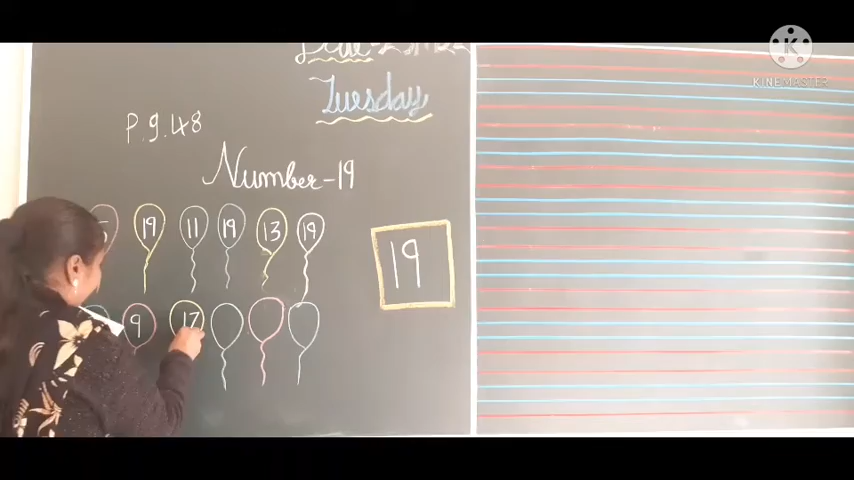 KINEMASTER
Tuesday
P.g.48
Number-19
19 11 19 13 19
19
9 17